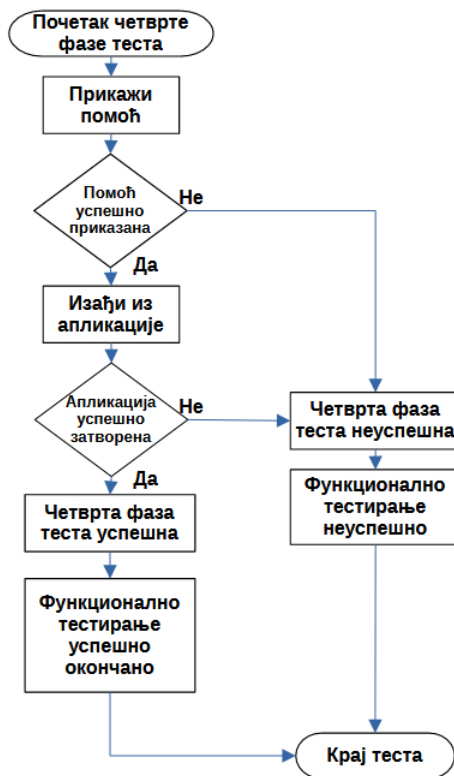 Почетак четврте
фазе теста
Прикажи
помоћ
Помоћ
успешно
приказана
Не
Да
Изађи из
апликације
Апликација
успешно
затворена
Не
Да
Четврта фаза
теста неуспешна
Четврта фаза
теста успешна
Функционално
тестирање
неуспешно
Функционално
тестирање
успешно
окончано
Крај теста